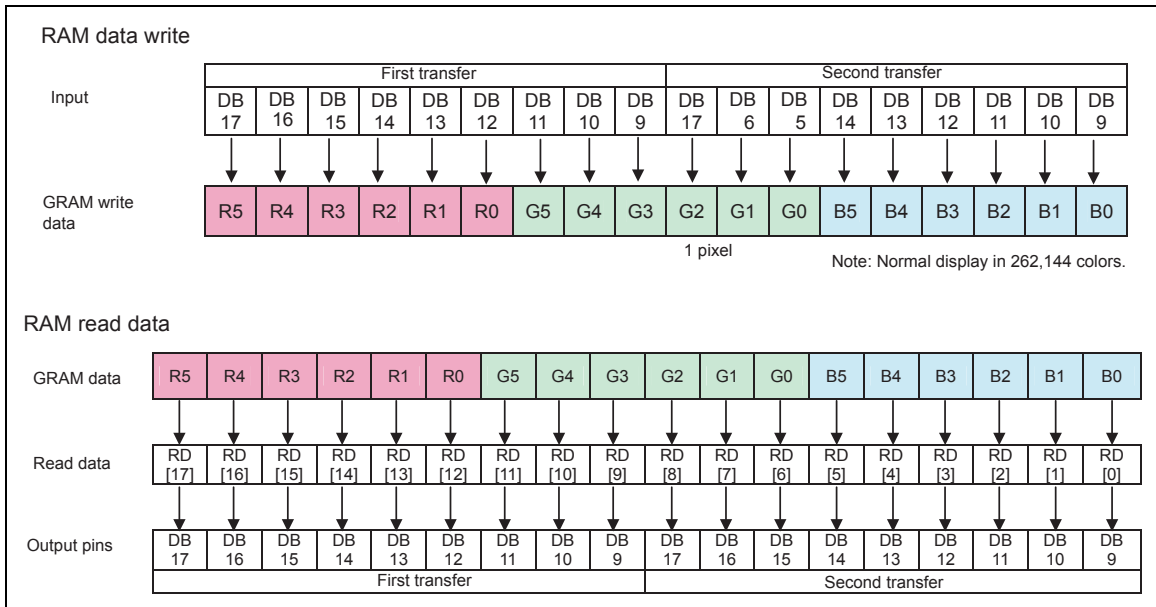 RAM data write
First transfer Second transfer
Input DB 17 DB 16 DB 15 DB 14 DB 13 DB 12 DB 11 DB 10 DB 9 DB 17 DB 6 DB 5 DB 14 DB 13 DB 12 DB 11 DB 10 DB 9
GRAM write data R5 R4 R3 R2 R1 R0 G5 G4 G3 G2 G1 G0 B5 B4 B3 B2 B1 B0
1 pixel
Note: Normal display in 262,144 colors.
RAM read data
GRAM data R5 R4 R3 R2 R1 R0 G5 G4 G3 G2 G1 G0 B5 B4 B3 B2 B1 B0
Read data RD [17] RD [16] RD [15] RD [14] RD [13] RD [12] RD [11] RD [10] RD [9] RD [8] RD [7] RD [6] RD [5] RD [4] RD [3] RD [2] RD [1] RD [0]
Output pins DB 17 DB 16 DB 15 DB 14 DB 13 DB 12 DB 11 DB 10 DB 9 DB 17 DB 16 DB 15 DB 14 DB 13 DB 12 DB 11 DB 10 DB 9
First transfer Second transfer